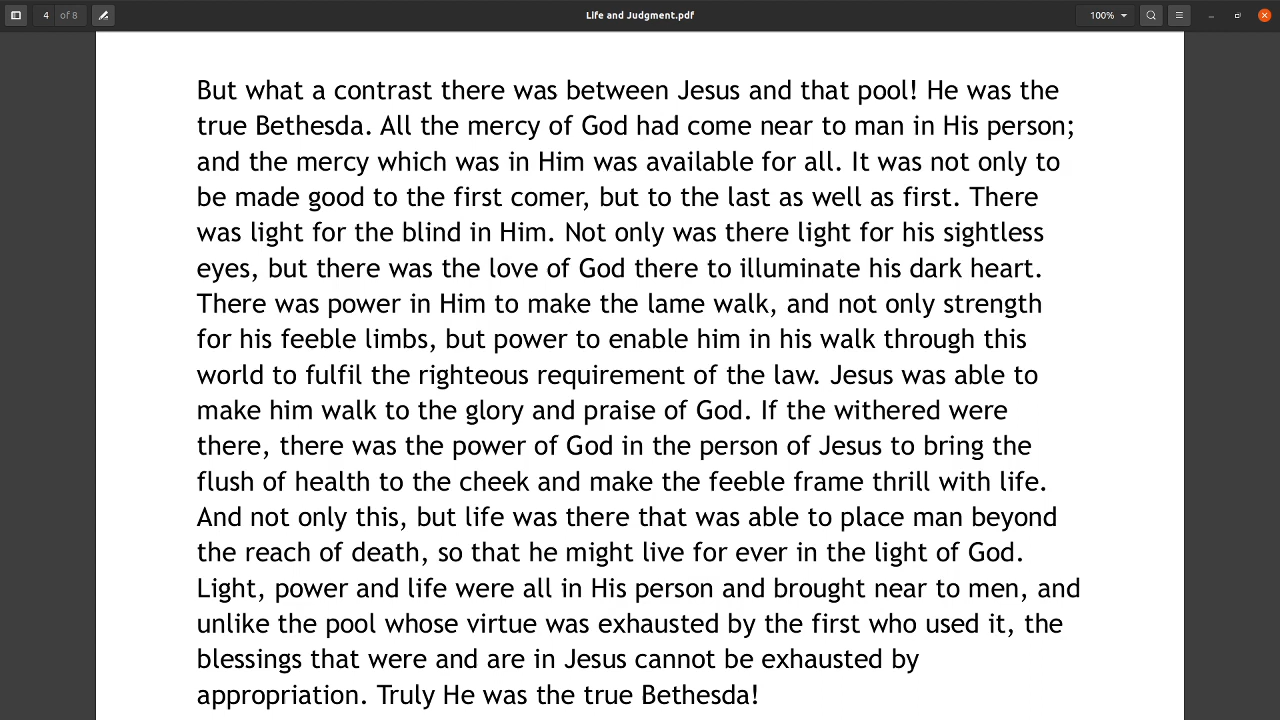 4 of 8
Life and Judgment.pdf
100%
But what a contrast there was between Jesus and that pool! He was the
true Bethesda. All the mercy of God had come near to man in His person;
and the mercy which was in Him was available for all. It was not only to
be made good to the first comer, but to the last as well as first. There
was light for the blind in Him. Not only was there light for his sightless
eyes, but there was the love of God there to illuminate his dark heart.
There was power in Him to make the lame walk, and not only strength
for his feeble limbs, but power to enable him in his walk through this
world to fulfil the righteous requirement of the law. Jesus was able to
make him walk to the glory and praise of God. If the withered were
there, there was the power of God in the person of Jesus to bring the
flush of health to the cheek and make the feeble frame thrill with life.
And not only this, but life was there that was able to place man beyond
the reach of death, so that he might live for ever in the light of God.
Light, power and life were all in His person and brought near to men, and
unlike the pool whose virtue was exhausted by the first who used it, the
blessings that were and are in Jesus cannot be exhausted by
appropriation. Truly He was the true Bethesda!